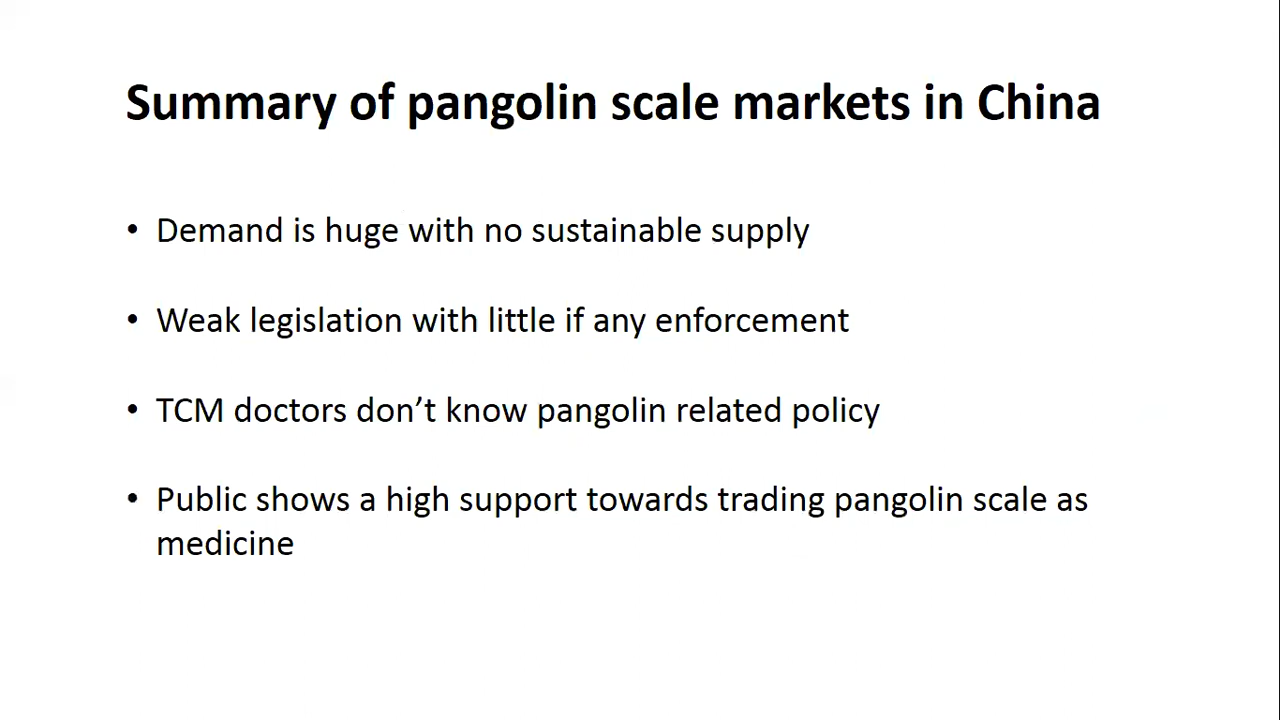 Summary of pangolin scale markets in China
• Demand is huge with no sustainable supply
• Weak legislation with little if any enforcement
• TCM doctors don’t know pangolin related policy
• Public shows a high support towards trading pangolin scale as
medicine